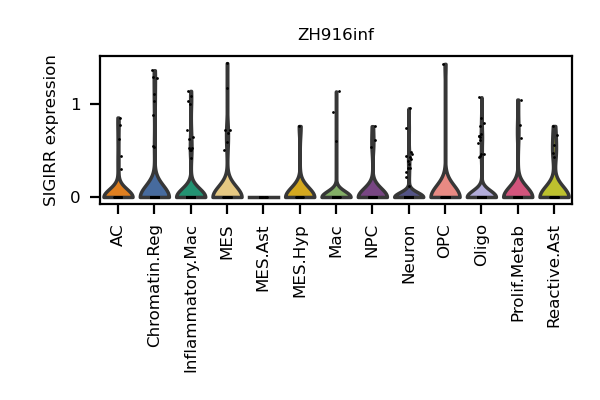 ZH916inf
SIGIRR expression
1
0
AC
Chromatin.Reg
Inflammatory.Mac
MES
MES.Ast
MES.Hyp
Mac
NPC
Neuron
OPC
Oligo
Prolif.Metab
Reactive.Ast